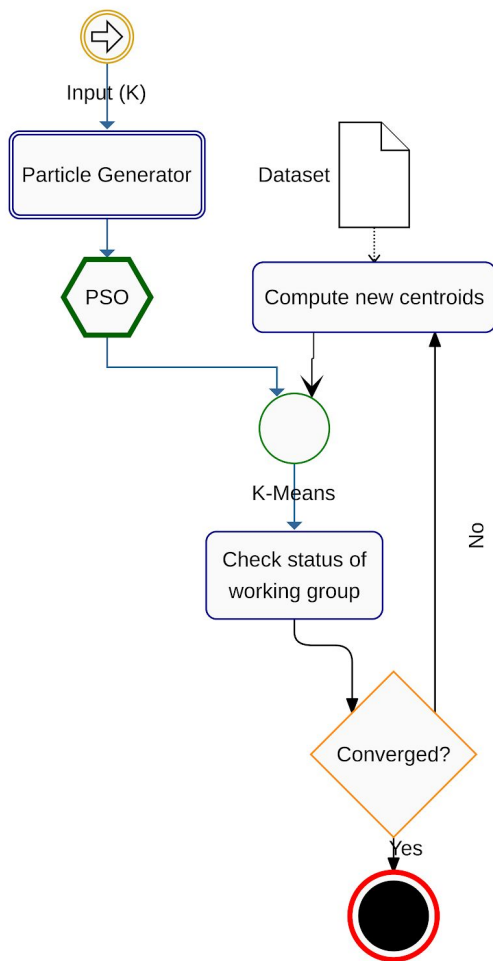 Input (K)
Particle Generator
Dataset
PSO
Compute new centroids
K-Means
Check status of
working group
No
Converged?
Yes